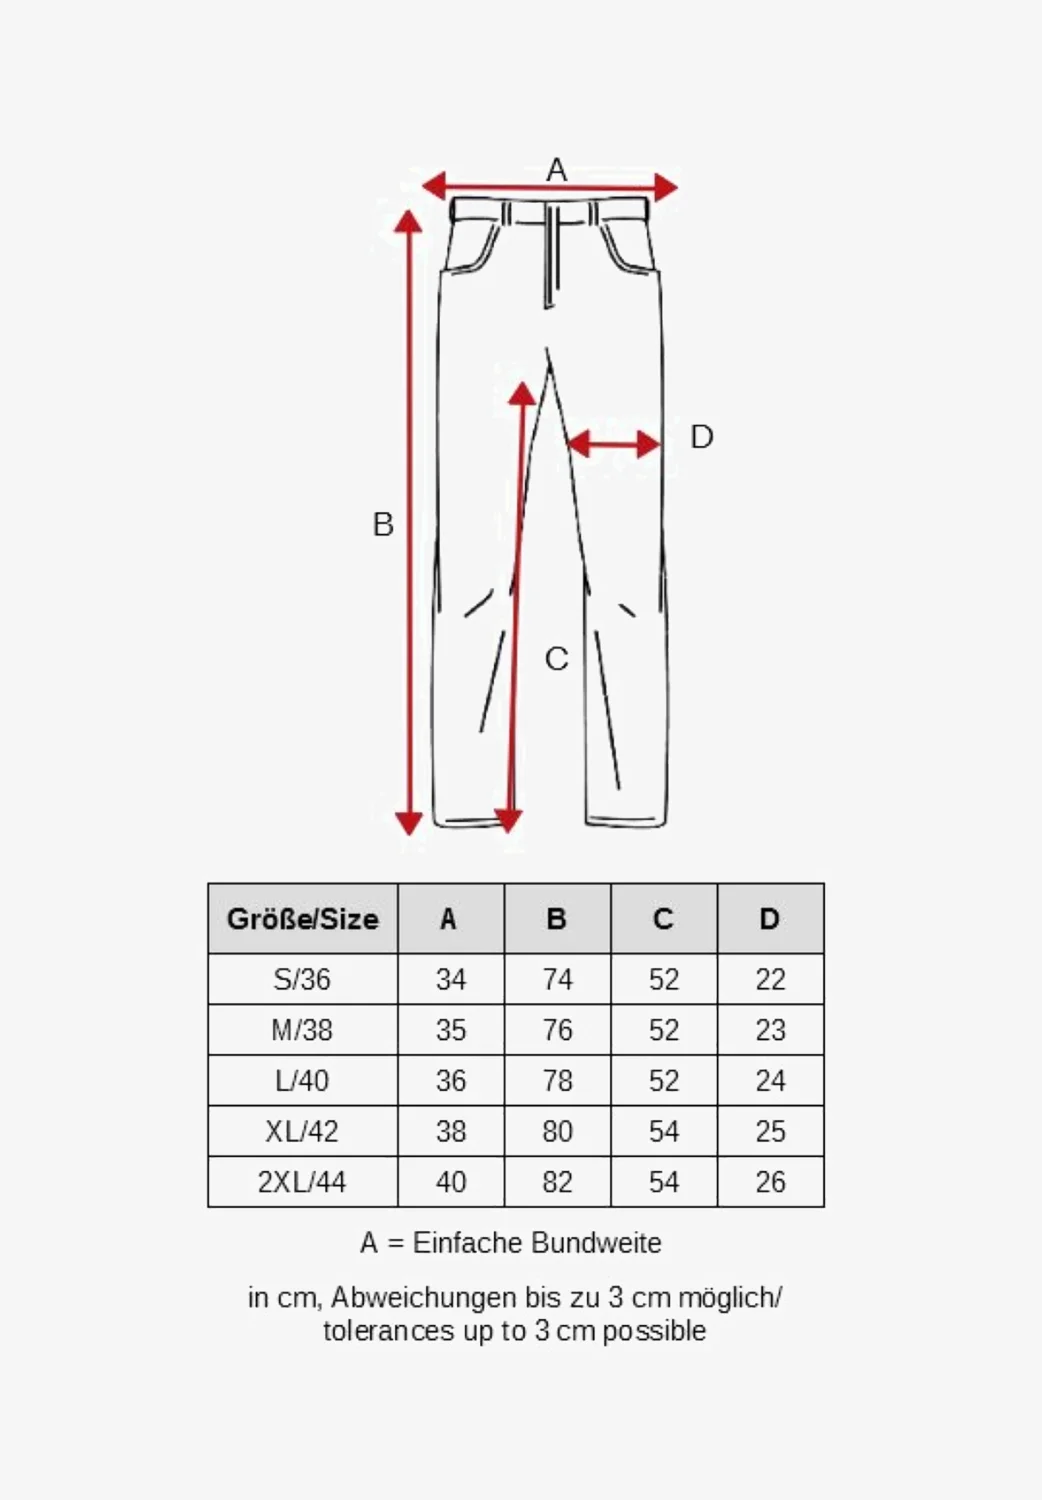 A
D
B
C
Größe/Size A B C D
S/36 34 74 52 22
M/38 35 76 52 23
L/40 36 78 52 24
XL/42 38 80 54 25
2XL/44 40 82 54 26
A = Einfache Bundweite
in cm, Abweichungen bis zu 3 cm möglich/
tolerances up to 3 cm possible